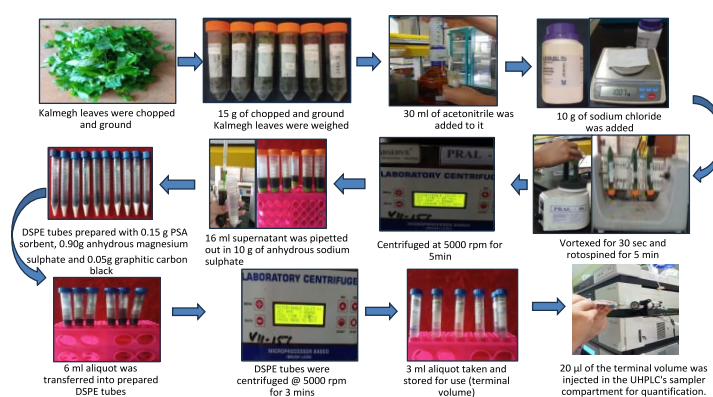 Kalmegh leaves were chopped
and ground
15 g of chopped and ground
Kalmegh leaves were weighed
30 ml of acetonitrile was
added to it
10 g of sodium chloride
was added
Vortexed for 30 sec and
rotospined for 5 min
PRAL
LABORATORY CENTRIFUG
Centrifuged at 5000 rpm for
5min
16 ml supernatant was pipetted
out in 10 g of anhydrous sodium
sulphate
DSPE tubes prepared with 0.15 g PSA
sorbent, 0.90g anhydrous magnesium
sulphate and 0.05g graphitic carbon
black
6 ml aliquot was
transferred into prepared
DSPE tubes
LABORATORY CENTRIFUGE
MICROPROCESSOR BASED
DSPE tubes were
centrifuged @ 5000 rpm
for 3 mins
3 ml aliquot taken and
stored for use (terminal
volume)
20 µl of the terminal volume was
injected in the UHPLC's sampler
compartment for quantification.